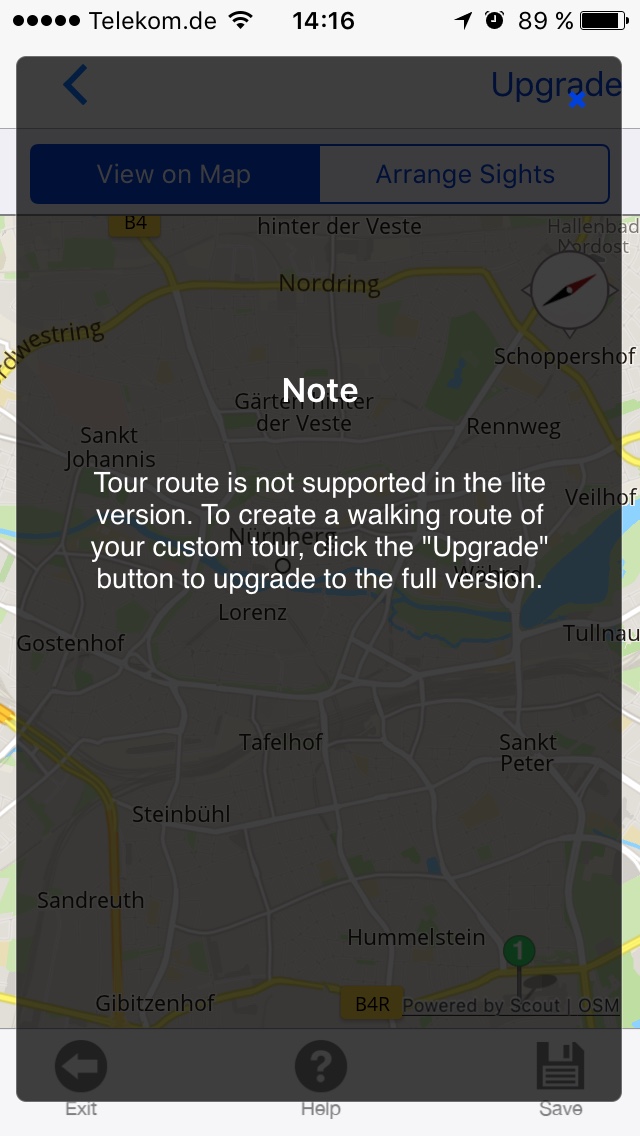 Telekom.de 14:16 89 %
Upgrade
View on Map Arrange Sights
B4
hinter der Veste
Hallenbad
Nordost
Nordring
rdwestring
Schoppershof
Note
Gärten hinter
der Veste
Rennweg
Sankt
Johannis
Tour route is not supported in the lite
version. To create a walking route of
your custom tour, click the "Upgrade"
button to upgrade to the full version.
Veilhof
Nürnberg
Wöhrd
Lorenz
Gostenhof
Tullnau
Tafelhof
Sankt
Peter
Steinbühl
Sandreuth
Hummelstein
1
Gibitzenhof
B4R
Powered by Scout | OSM
?
Exit Help Save